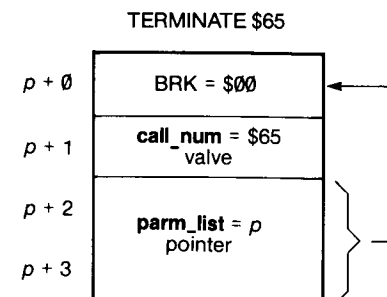 TERMINATE $65
p + Ø
BRK = $ØØ
p + 1
call_num = $65
valve
p + 2
parm_list = p
pointer
p + 3